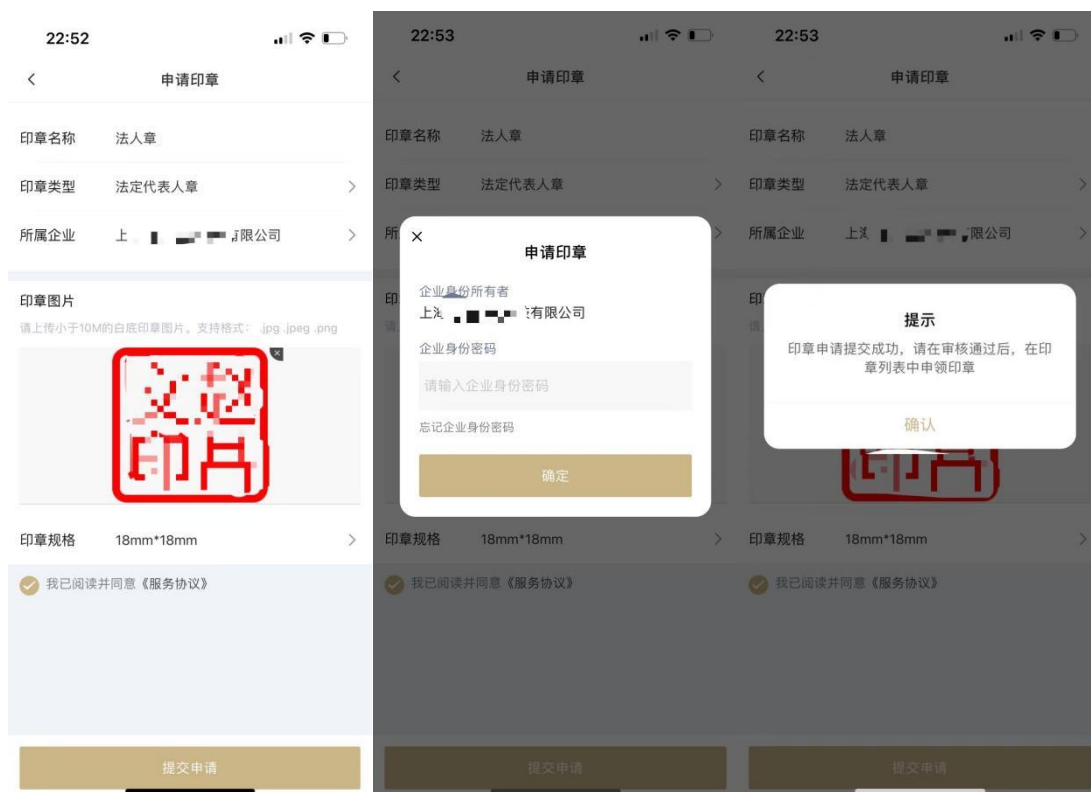 22:52
申请印章
印章名称 法人章
印章类型 法定代表人章
所属企业 上 限公司
印章图片
请上传小于10M的白底印章图片。支持格式: .jpg .jpeg .png
印
印章规格 18mm*18mm
我已阅读并同意《服务协议》
提交申请
22:53
申请印章
印章名称 法人章
印章类型 法定代表人章
所
申请印章
企业身份所有者
上 有限公司
企业身份密码
请输入企业身份密码
忘记企业身份密码
确定
印
请
印章规格 18mm*18mm
我已阅读并同意《服务协议》
提交申请
22:53
申请印章
印章名称 法人章
印章类型 法定代表人章
所属企业 上 限公司
印
请
提示
印章申请提交成功，请在审核通过后，在印
章列表中申领印章
确认
印
印章规格 18mm*18mm
我已阅读并同意《服务协议》
提交申请